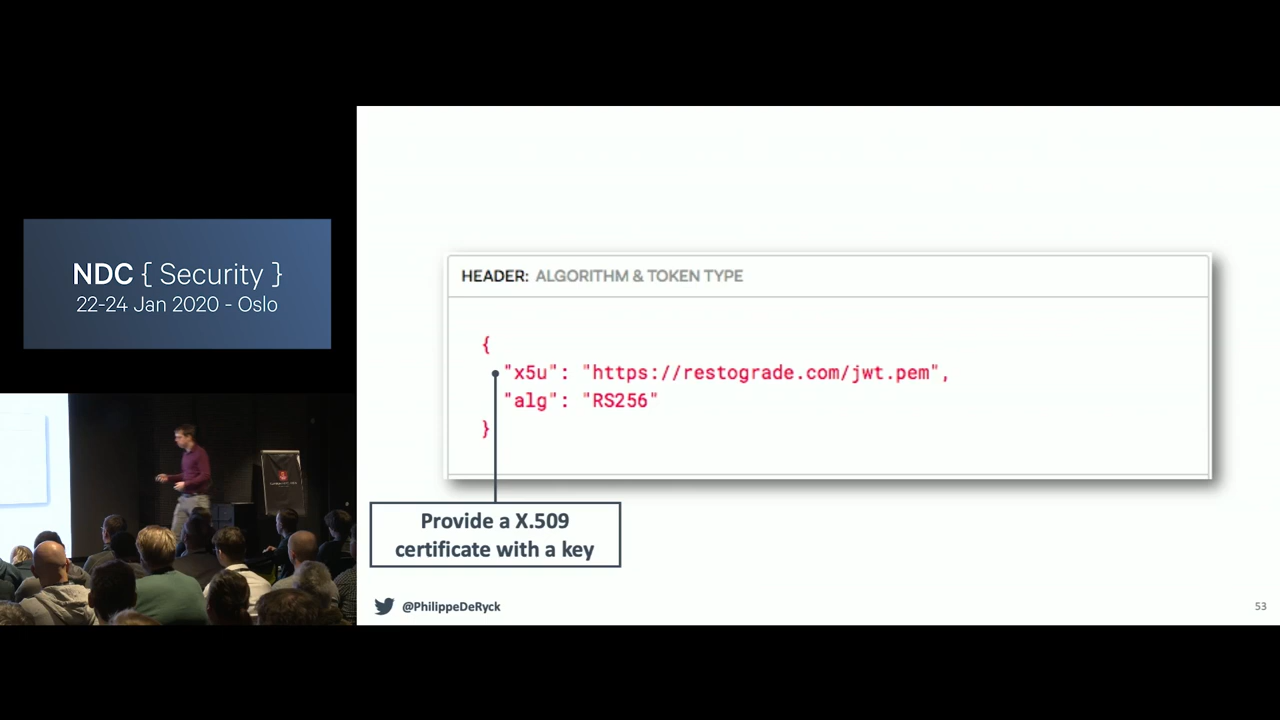 NDC { Security }
22-24 Jan 2020 - Oslo
HEADER: ALGORITHM & TOKEN TYPE
{
"x5u": "https://restograde.com/jwt.pem",
"alg": "RS256"
}
Provide a X.509
certificate with a key
@PhilippeDeRyck
53